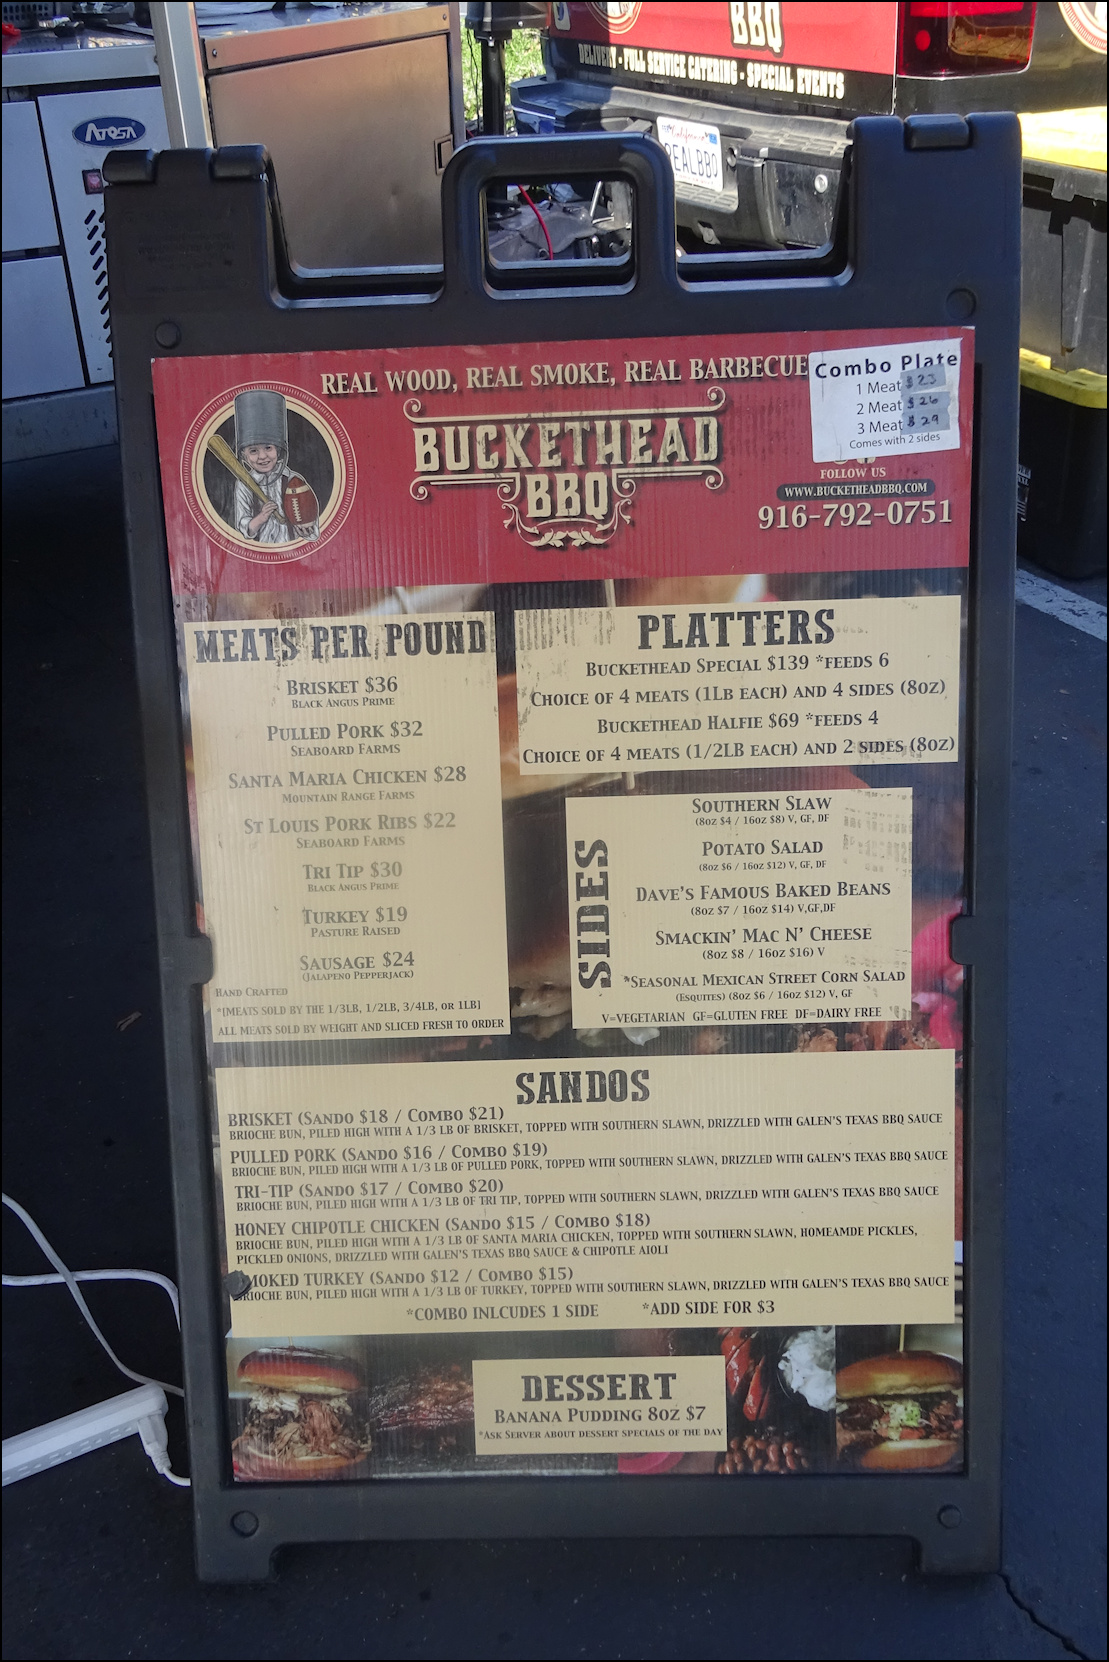 BBQ
DELIVERY - FULL SERVICE CATERING - SPECIAL EVENTS
ATOSA
California
REALBBQ
REAL WOOD, REAL SMOKE, REAL BARBECUE
BUCKETHEAD
BBQ
Combo Plate
1 Meat $23
2 Meat $26
3 Meat $29
Comes with 2 sides
FOLLOW US
WWW.BUCKETHEADBBQ.COM
916-792-0751
MEATS PER POUND
BRISKET $36
BLACK ANGUS PRIME
PULLED PORK $32
SEABOARD FARMS
SANTA MARIA CHICKEN $28
MOUNTAIN RANGE FARMS
ST LOUIS PORK RIBS $22
SEABOARD FARMS
TRI TIP $30
BLACK ANGUS PRIME
TURKEY $19
PASTURE RAISED
SAUSAGE $24
(JALAPENO PEPPERJACK)
HAND CRAFTED
*[MEATS SOLD BY THE 1/3LB, 1/2LB, 3/4LB, OR 1LB]
ALL MEATS SOLD BY WEIGHT AND SLICED FRESH TO ORDER
PLATTERS
BUCKETHEAD SPECIAL $139 *FEEDS 6
CHOICE OF 4 MEATS (1LB EACH) AND 4 SIDES (8OZ)
BUCKETHEAD HALFIE $69 *FEEDS 4
CHOICE OF 4 MEATS (1/2LB EACH) AND 2 SIDES (8OZ)
SIDES
SOUTHERN SLAW
(8OZ $4 / 16OZ $8) V, GF, DF
POTATO SALAD
(8OZ $6 / 16OZ $12) V, GF, DF
DAVE'S FAMOUS BAKED BEANS
(8OZ $7 / 16OZ $14) V,GF,DF
SMACKIN' MAC N' CHEESE
(8OZ $8 / 16OZ $16) V
*SEASONAL MEXICAN STREET CORN SALAD
(ESQUITES) (8OZ $6 / 16OZ $12) V, GF
V=VEGETARIAN GF=GLUTEN FREE DF=DAIRY FREE
SANDOS
BRISKET (SANDO $18 / COMBO $21)
BRIOCHE BUN, PILED HIGH WITH A 1/3 LB OF BRISKET, TOPPED WITH SOUTHERN SLAWN, DRIZZLED WITH GALEN'S TEXAS BBQ SAUCE
PULLED PORK (SANDO $16 / COMBO $19)
BRIOCHE BUN, PILED HIGH WITH A 1/3 LB OF PULLED PORK, TOPPED WITH SOUTHERN SLAWN, DRIZZLED WITH GALEN'S TEXAS BBQ SAUCE
TRI-TIP (SANDO $17 / COMBO $20)
BRIOCHE BUN, PILED HIGH WITH A 1/3 LB OF TRI TIP, TOPPED WITH SOUTHERN SLAWN, DRIZZLED WITH GALEN'S TEXAS BBQ SAUCE
HONEY CHIPOTLE CHICKEN (SANDO $15 / COMBO $18)
BRIOCHE BUN, PILED HIGH WITH A 1/3 LB OF SANTA MARIA CHICKEN, TOPPED WITH SOUTHERN SLAWN, HOMEAMDE PICKLES,
PICKLED ONIONS, DRIZZLED WITH GALEN'S TEXAS BBQ SAUCE & CHIPOTLE AIOLI
SMOKED TURKEY (SANDO $12 / COMBO $15)
BRIOCHE BUN, PILED HIGH WITH A 1/3 LB OF TURKEY, TOPPED WITH SOUTHERN SLAWN, DRIZZLED WITH GALEN'S TEXAS BBQ SAUCE
*COMBO INLCUDES 1 SIDE *ADD SIDE FOR $3
DESSERT
BANANA PUDDING 8OZ $7
*ASK SERVER ABOUT DESSERT SPECIALS OF THE DAY